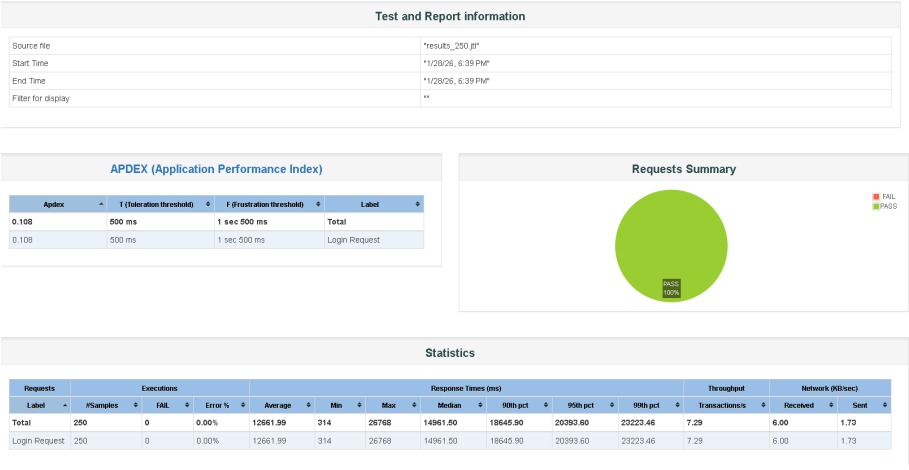 Test and Report information
Source file "results_250.jtl"
Start Time "1/28/26, 6:39 PM"
End Time "1/28/26, 6:39 PM"
Filter for display ""
APDEX (Application Performance Index)
Apdex T (Toleration threshold) F (Frustration threshold) Label
0.108 500 ms 1 sec 500 ms Total
0.108 500 ms 1 sec 500 ms Login Request
Requests Summary
FAIL
PASS
PASS
100%
Statistics
Requests Executions Response Times (ms) Throughput Network (KB/sec)
Label #Samples FAIL Error % Average Min Max Median 90th pct 95th pct 99th pct Transactions/s Received Sent
Total 250 0 0.00% 12661.99 314 26768 14961.50 18645.90 20393.60 23223.46 7.29 6.00 1.73
Login Request 250 0 0.00% 12661.99 314 26768 14961.50 18645.90 20393.60 23223.46 7.29 6.00 1.73